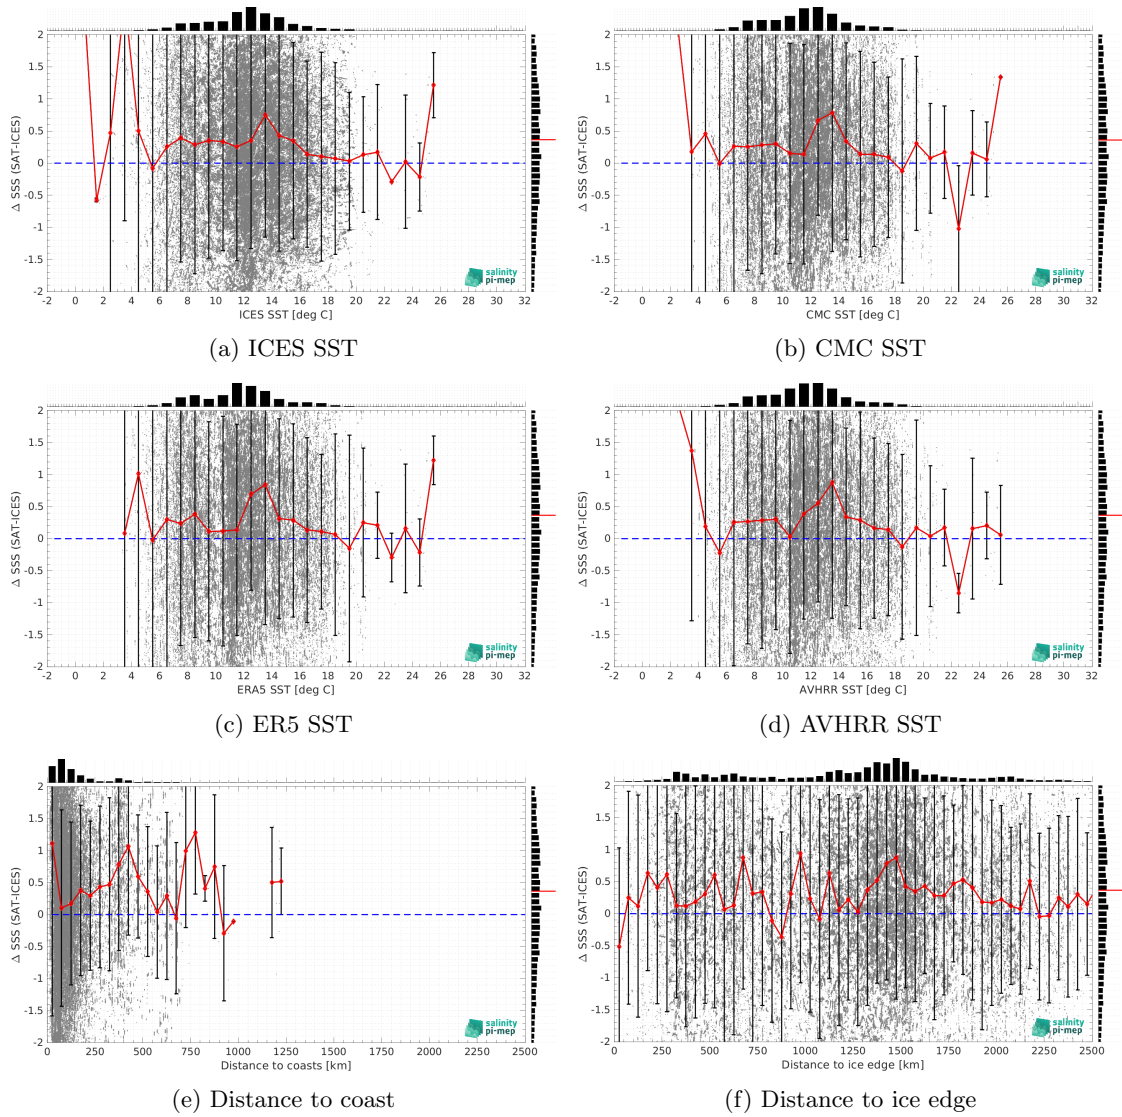 2
1.5
1
0.5
0
-0.5
-1
-1.5
-2
Δ SSS (SAT-ICES)
-2 0 2 4 6 8 10 12 14 16 18 20 22 24 26 28 30 32
ICES SST [deg C]
salinity
pi-mep
(a) ICES SST
2
1.5
1
0.5
0
-0.5
-1
-1.5
-2
Δ SSS (SAT-ICES)
-2 0 2 4 6 8 10 12 14 16 18 20 22 24 26 28 30 32
CMC SST [deg C]
salinity
pi-mep
(b) CMC SST
2
1.5
1
0.5
0
-0.5
-1
-1.5
-2
Δ SSS (SAT-ICES)
-2 0 2 4 6 8 10 12 14 16 18 20 22 24 26 28 30 32
ERA5 SST [deg C]
salinity
pi-mep
(c) ER5 SST
2
1.5
1
0.5
0
-0.5
-1
-1.5
-2
Δ SSS (SAT-ICES)
-2 0 2 4 6 8 10 12 14 16 18 20 22 24 26 28 30 32
AVHRR SST [deg C]
salinity
pi-mep
(d) AVHRR SST
2
1.5
1
0.5
0
-0.5
-1
-1.5
-2
Δ SSS (SAT-ICES)
0 250 500 750 1000 1250 1500 1750 2000 2250 2500
Distance to coasts [km]
salinity
pi-mep
(e) Distance to coast
2
1.5
1
0.5
0
-0.5
-1
-1.5
-2
Δ SSS (SAT-ICES)
0 250 500 750 1000 1250 1500 1750 2000 2250 2500
Distance to ice edge [km]
salinity
pi-mep
(f) Distance to ice edge